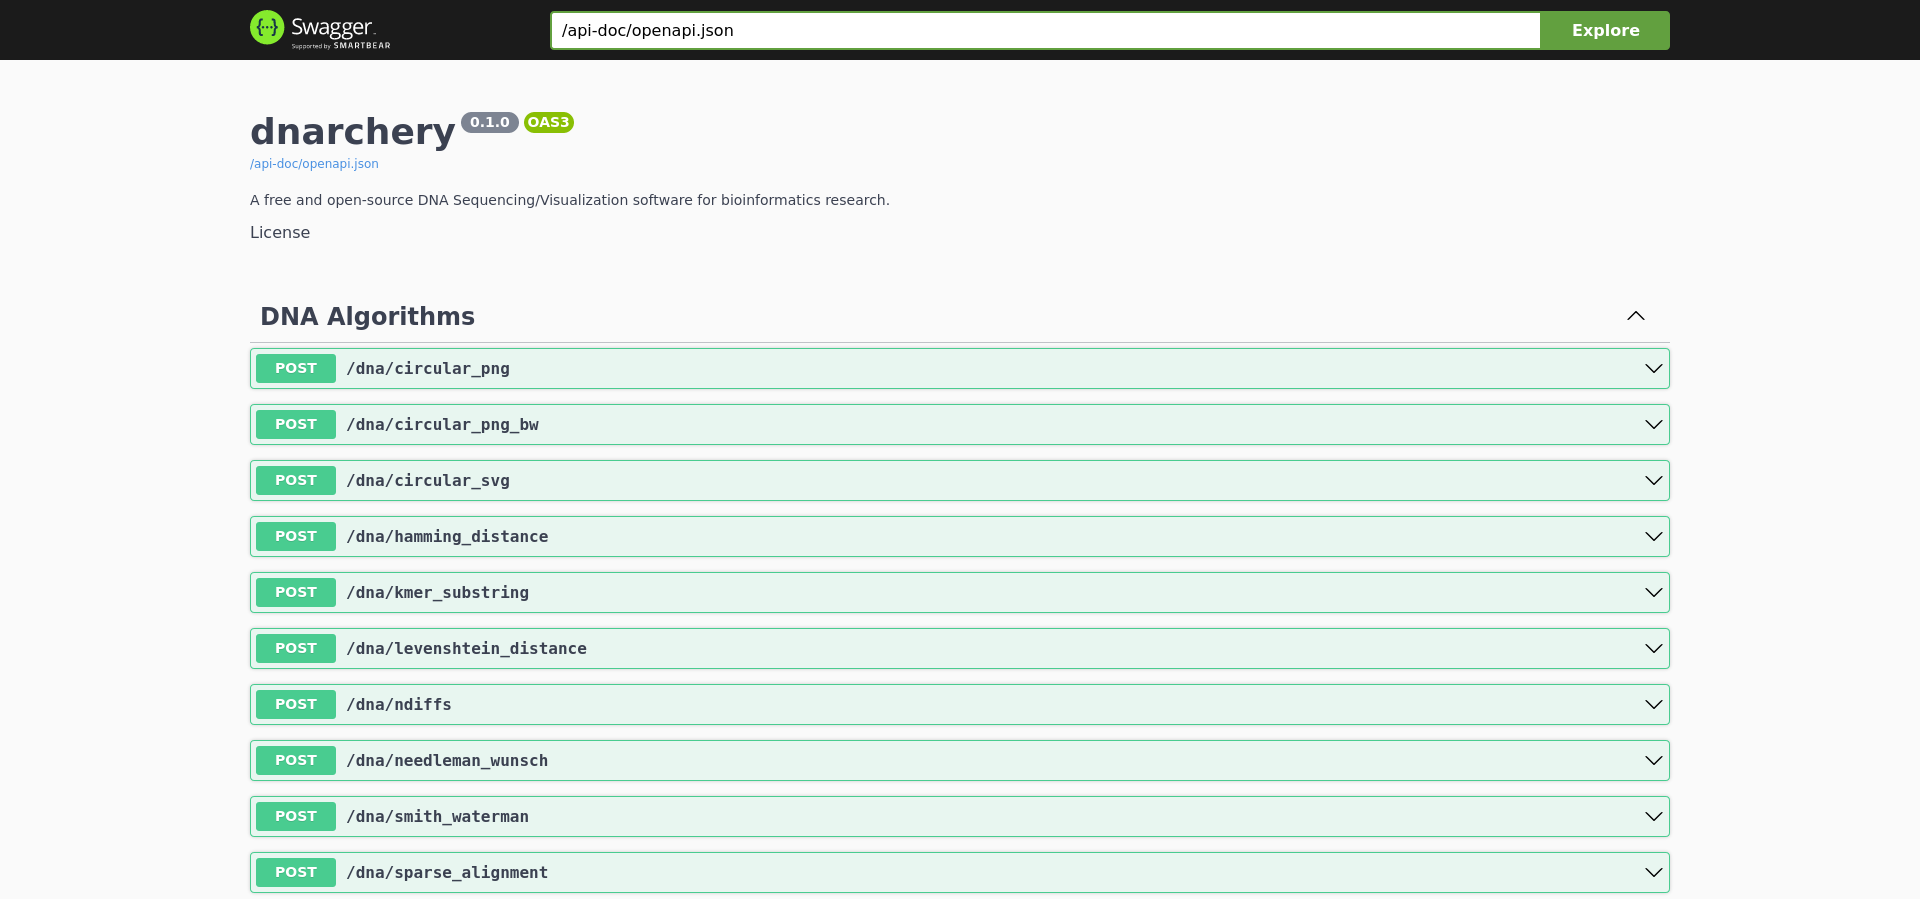 Swagger
Supported by SMARTBEAR
/api-doc/openapi.json
Explore
dnarchery 0.1.0 OAS3
/api-doc/openapi.json
A free and open-source DNA Sequencing/Visualization software for bioinformatics research.
License
DNA Algorithms
POST /dna/circular_png
POST /dna/circular_png_bw
POST /dna/circular_svg
POST /dna/hamming_distance
POST /dna/kmer_substring
POST /dna/levenshtein_distance
POST /dna/ndiffs
POST /dna/needleman_wunsch
POST /dna/smith_waterman
POST /dna/sparse_alignment